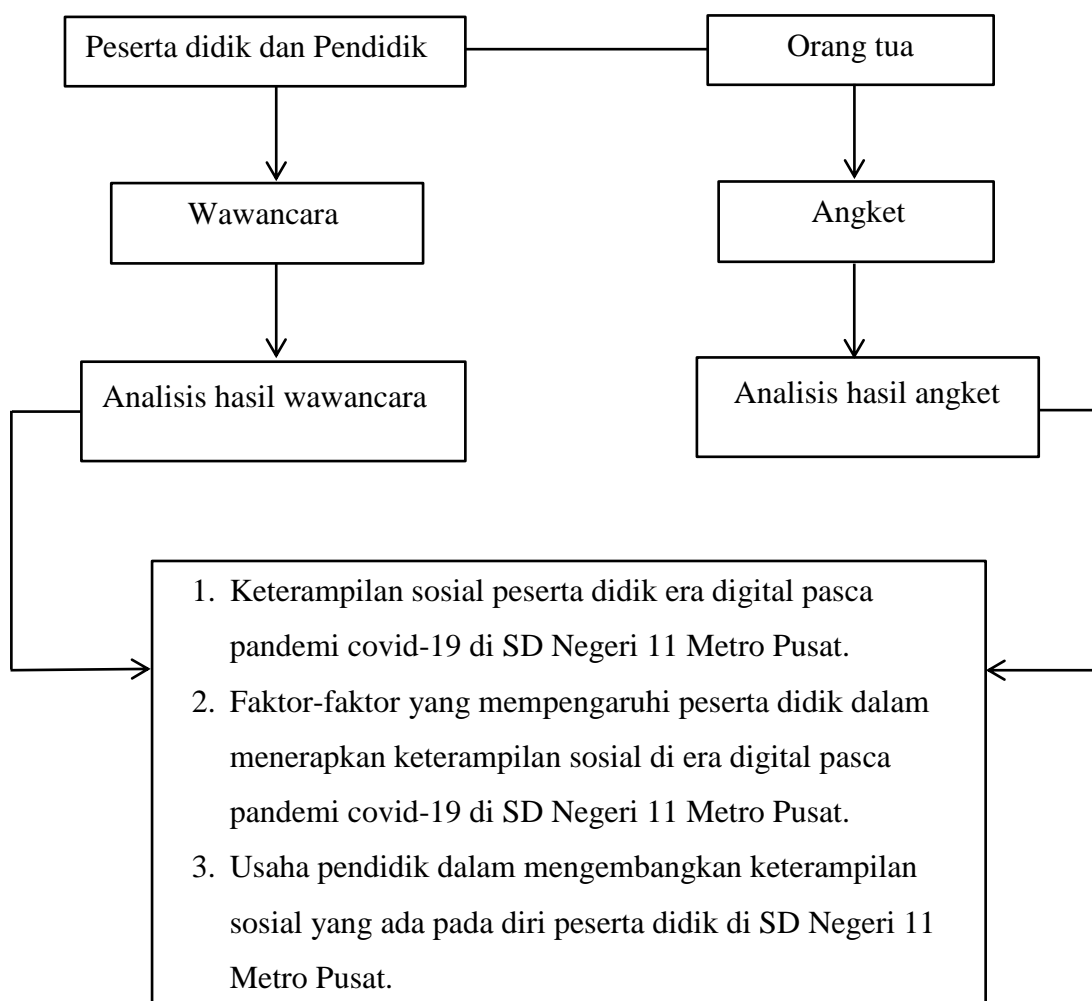 Peserta didik dan Pendidik
Orang tua
Wawancara
Angket
Analisis hasil wawancara
Analisis hasil angket
1. Keterampilan sosial peserta didik era digital pasca
pandemi covid-19 di SD Negeri 11 Metro Pusat.
2. Faktor-faktor yang mempengaruhi peserta didik dalam
menerapkan keterampilan sosial di era digital pasca
pandemi covid-19 di SD Negeri 11 Metro Pusat.
3. Usaha pendidik dalam mengembangkan keterampilan
sosial yang ada pada diri peserta didik di SD Negeri 11
Metro Pusat.